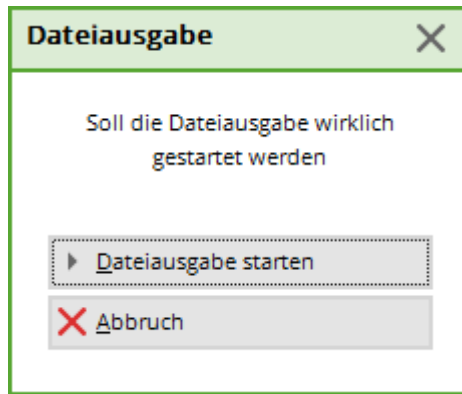 Dateiausgabe
Soll die Dateiausgabe wirklich
gestartet werden
Dateiausgabe starten
Abbruch